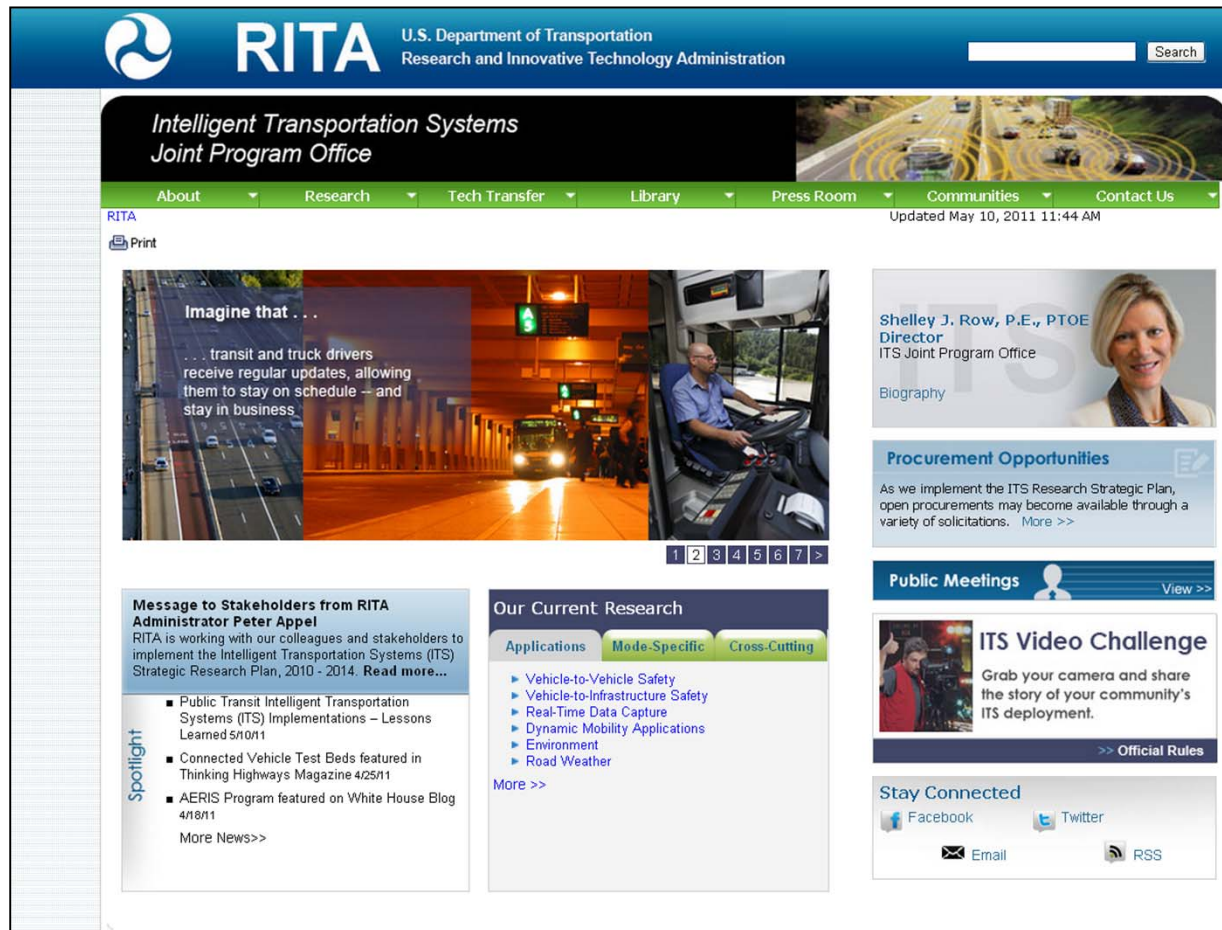 RITA
U.S. Department of Transportation
Research and Innovative Technology Administration
Search
Intelligent Transportation Systems
Joint Program Office
About
Research
Tech Transfer
Library
Press Room
Communities
Contact Us
RITA
Updated May 10, 2011 11:44 AM
Print
Imagine that . . .
. . . transit and truck drivers
receive regular updates, allowing
them to stay on schedule -- and
stay in business
A
5
1 2 3 4 5 6 7 >
Message to Stakeholders from RITA
Administrator Peter Appel
RITA is working with our colleagues and stakeholders to
implement the Intelligent Transportation Systems (ITS)
Strategic Research Plan, 2010 - 2014. Read more...
Spotlight
■ Public Transit Intelligent Transportation
Systems (ITS) Implementations – Lessons
Learned 5/10/11
■ Connected Vehicle Test Beds featured in
Thinking Highways Magazine 4/25/11
■ AERIS Program featured on White House Blog
4/18/11
More News>>
Our Current Research
Applications
Mode-Specific
Cross-Cutting
Vehicle-to-Vehicle Safety
Vehicle-to-Infrastructure Safety
Real-Time Data Capture
Dynamic Mobility Applications
Environment
Road Weather
More >>
ITS
Shelley J. Row, P.E., PTOE
Director
ITS Joint Program Office
Biography
Procurement Opportunities
As we implement the ITS Research Strategic Plan,
open procurements may become available through a
variety of solicitations. More >>
Public Meetings
View >>
ITS Video Challenge
Grab your camera and share
the story of your community's
ITS deployment.
>> Official Rules
Stay Connected
Facebook
Twitter
Email
RSS